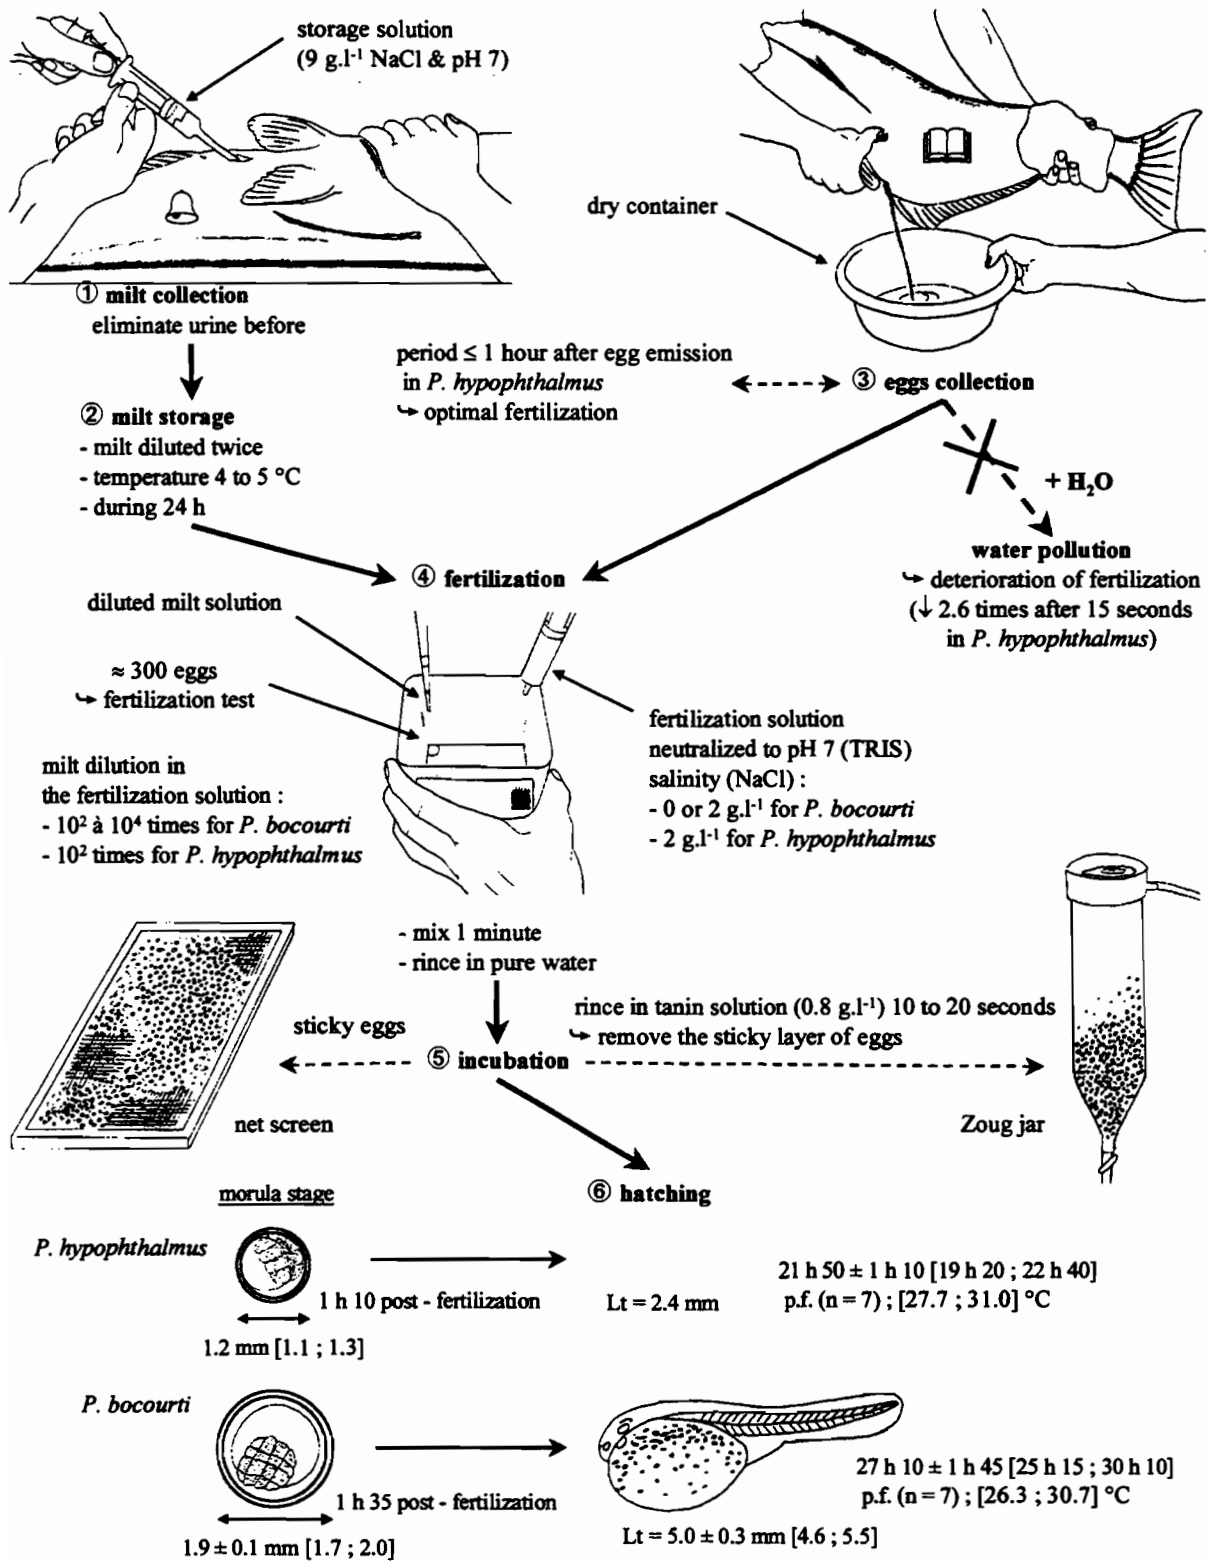 storage solution
(9 g.l⁻¹ NaCl & pH 7)
dry container
① milt collection
eliminate urine before
period ≤ 1 hour after egg emission
in P. hypophthalmus
↪ optimal fertilization
③ eggs collection
② milt storage
- milt diluted twice
- temperature 4 to 5 °C
- during 24 h
+ H₂O
water pollution
↪ deterioration of fertilization
(↓ 2.6 times after 15 seconds
in P. hypophthalmus)
④ fertilization
diluted milt solution
≈ 300 eggs
↪ fertilization test
fertilization solution
neutralized to pH 7 (TRIS)
salinity (NaCl) :
- 0 or 2 g.l⁻¹ for P. bocourti
- 2 g.l⁻¹ for P. hypophthalmus
milt dilution in
the fertilization solution :
- 10² à 10⁴ times for P. bocourti
- 10² times for P. hypophthalmus
- mix 1 minute
- rince in pure water
rince in tanin solution (0.8 g.l⁻¹) 10 to 20 seconds
↪ remove the sticky layer of eggs
sticky eggs
⑤ incubation
net screen
Zoug jar
morula stage
⑥ hatching
P. hypophthalmus
1 h 10 post - fertilization
1.2 mm [1.1 ; 1.3]
Lt = 2.4 mm
21 h 50 ± 1 h 10 [19 h 20 ; 22 h 40]
p.f. (n = 7) ; [27.7 ; 31.0] °C
P. bocourti
1 h 35 post - fertilization
1.9 ± 0.1 mm [1.7 ; 2.0]
27 h 10 ± 1 h 45 [25 h 15 ; 30 h 10]
p.f. (n = 7) ; [26.3 ; 30.7] °C
Lt = 5.0 ± 0.3 mm [4.6 ; 5.5]